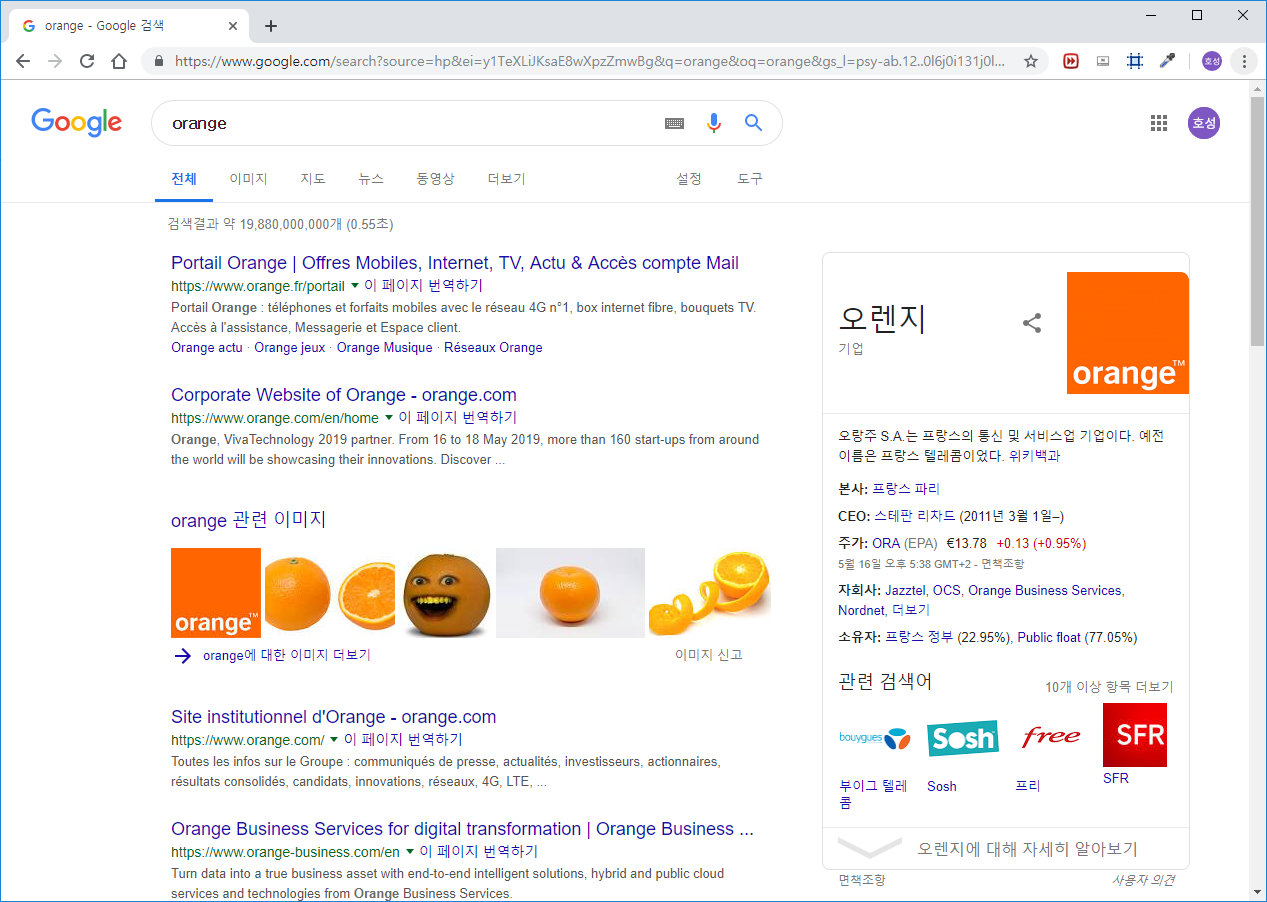 orange - Google 검색
https://www.google.com/search?source=hp&ei=y1TeXLiJKsaE8wXpzZmwBg&q=orange&oq=orange&gs_l=psy-ab.12..0l6j0i131j0l...
호성
Google
orange
호성
전체 이미지 지도 뉴스 동영상 더보기 설정 도구
검색결과 약 19,880,000,000개 (0.55초)
Portail Orange | Offres Mobiles, Internet, TV, Actu & Accès compte Mail
https://www.orange.fr/portail 이 페이지 번역하기
Portail Orange : téléphones et forfaits mobiles avec le réseau 4G n°1, box internet fibre, bouquets TV.
Accès à l'assistance, Messagerie et Espace client.
Orange actu · Orange jeux · Orange Musique · Réseaux Orange
Corporate Website of Orange - orange.com
https://www.orange.com/en/home 이 페이지 번역하기
Orange, VivaTechnology 2019 partner. From 16 to 18 May 2019, more than 160 start-ups from around
the world will be showcasing their innovations. Discover ...
orange 관련 이미지
orange™
orange에 대한 이미지 더보기
이미지 신고
Site institutionnel d'Orange - orange.com
https://www.orange.com/ 이 페이지 번역하기
Toutes les infos sur le Groupe : communiqués de presse, actualités, investisseurs, actionnaires,
résultats consolidés, candidats, innovations, réseaux, 4G, LTE, ...
Orange Business Services for digital transformation | Orange Business ...
https://www.orange-business.com/en 이 페이지 번역하기
Turn data into a true business asset with end-to-end intelligent solutions, hybrid and public cloud
services and technologies from Orange Business Services.
오렌지
기업
orange™
오랑주 S.A.는 프랑스의 통신 및 서비스업 기업이다. 예전
이름은 프랑스 텔레콤이었다. 위키백과
본사: 프랑스 파리
CEO: 스테판 리차드 (2011년 3월 1일–)
주가: ORA (EPA) €13.78 +0.13 (+0.95%)
5월 16일 오후 5:38 GMT+2 - 면책조항
자회사: Jazztel, OCS, Orange Business Services,
Nordnet, 더보기
소유자: 프랑스 정부 (22.95%), Public float (77.05%)
관련 검색어
10개 이상 항목 더보기
bouygues
Sosh
free
SFR
부이그 텔레
콤
Sosh
프리
SFR
오렌지에 대해 자세히 알아보기
면책조항
사용자 의견